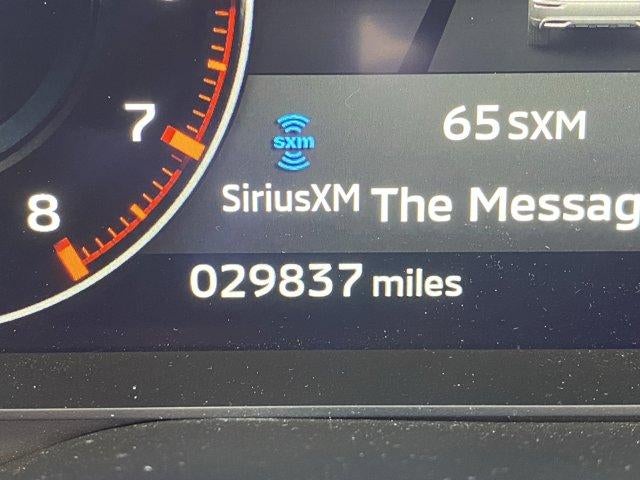 7
65 SXM
sxm
SiriusXM The Messag
8
029837 miles